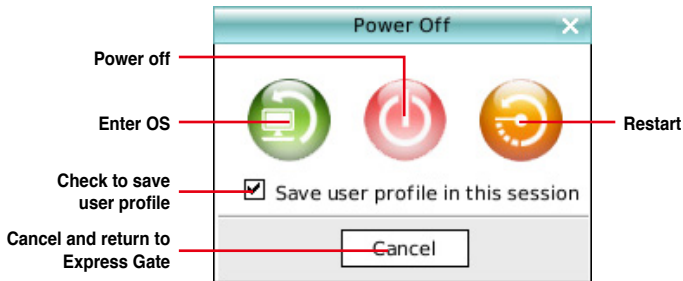 Power Off
Power off
Enter OS
Restart
Check to save
user profile
Save user profile in this session
Cancel and return to
Express Gate
Cancel